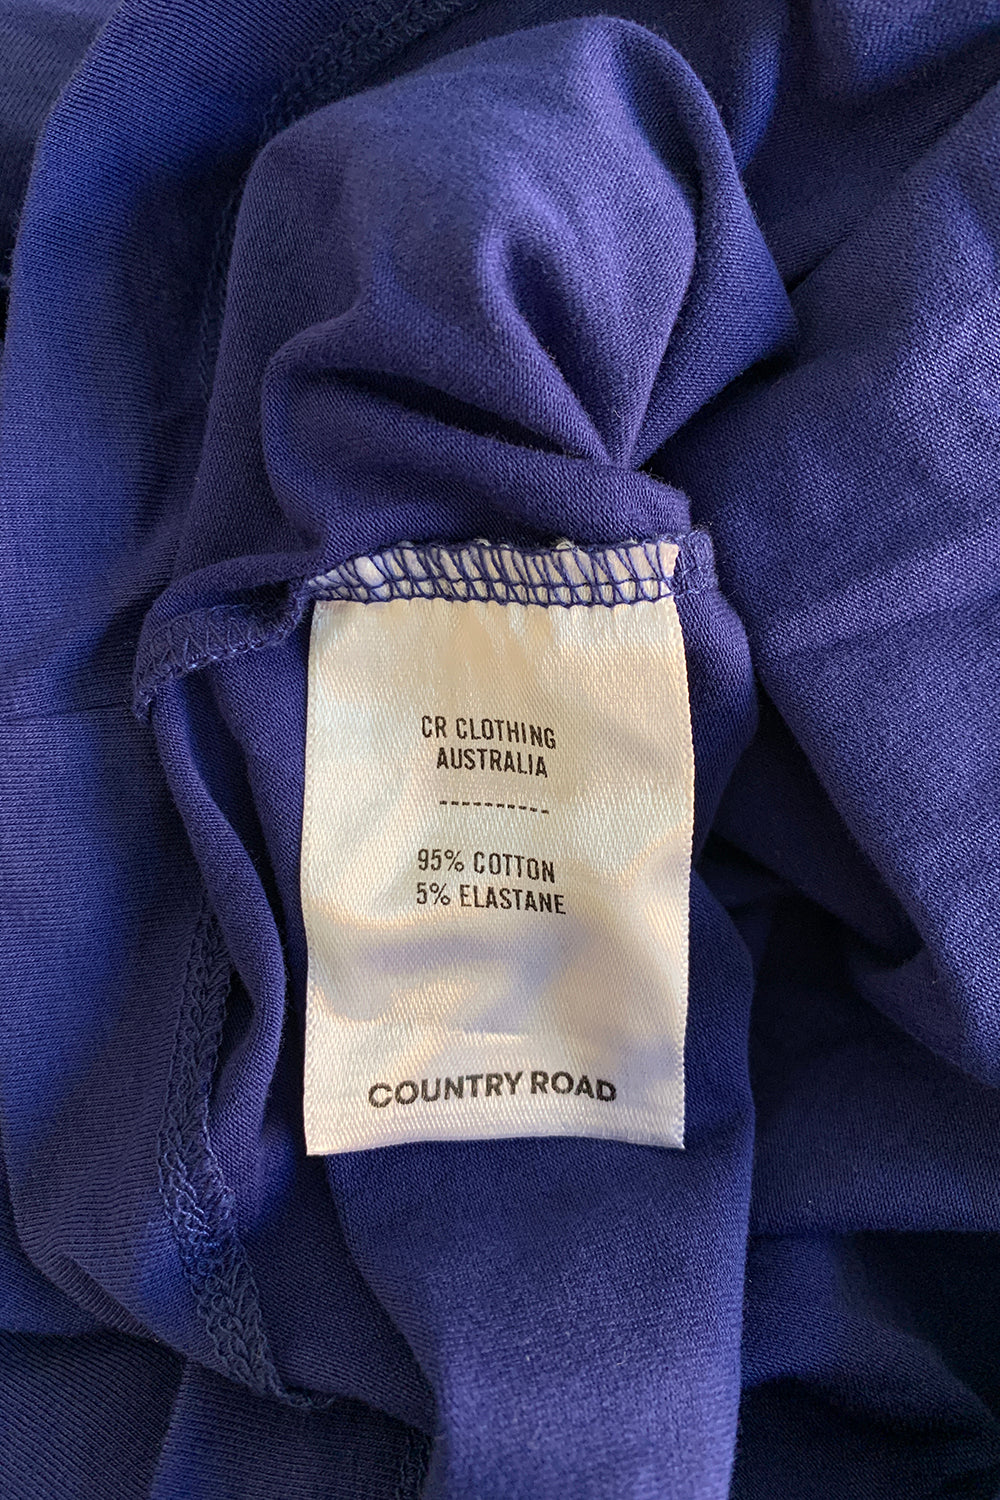 CR CLOTHING
AUSTRALIA
----------
95% COTTON
5% ELASTANE
COUNTRY ROAD